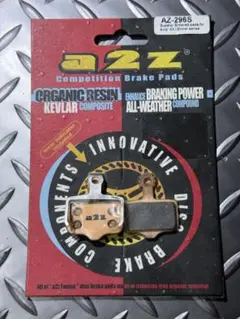 AZ-296S
a2z
Competition Brake Pads
ORGANIC RESIN
KEVLAR COMPOSITE
ENHANCE BRAKING POWER
ALL-WEATHER COMPOUND
INNOVATIVE
DISC
BRAKE
COMPONENTS
a2z